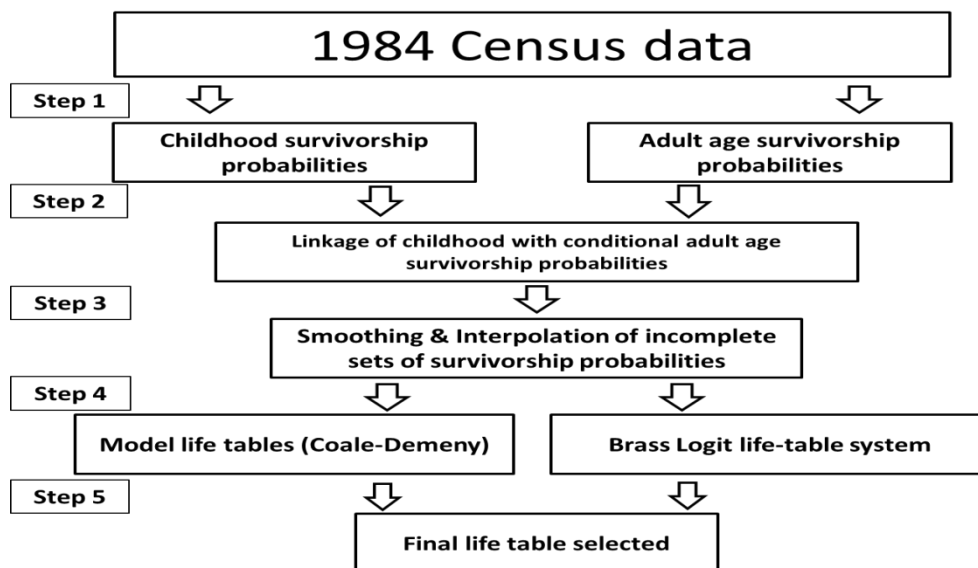 1984 Census data
Step 1
Childhood survivorship
probabilities
Adult age survivorship
probabilities
Step 2
Linkage of childhood with conditional adult age
survivorship probabilities
Step 3
Smoothing & Interpolation of incomplete
sets of survivorship probabilities
Step 4
Model life tables (Coale-Demeny)
Brass Logit life-table system
Step 5
Final life table selected